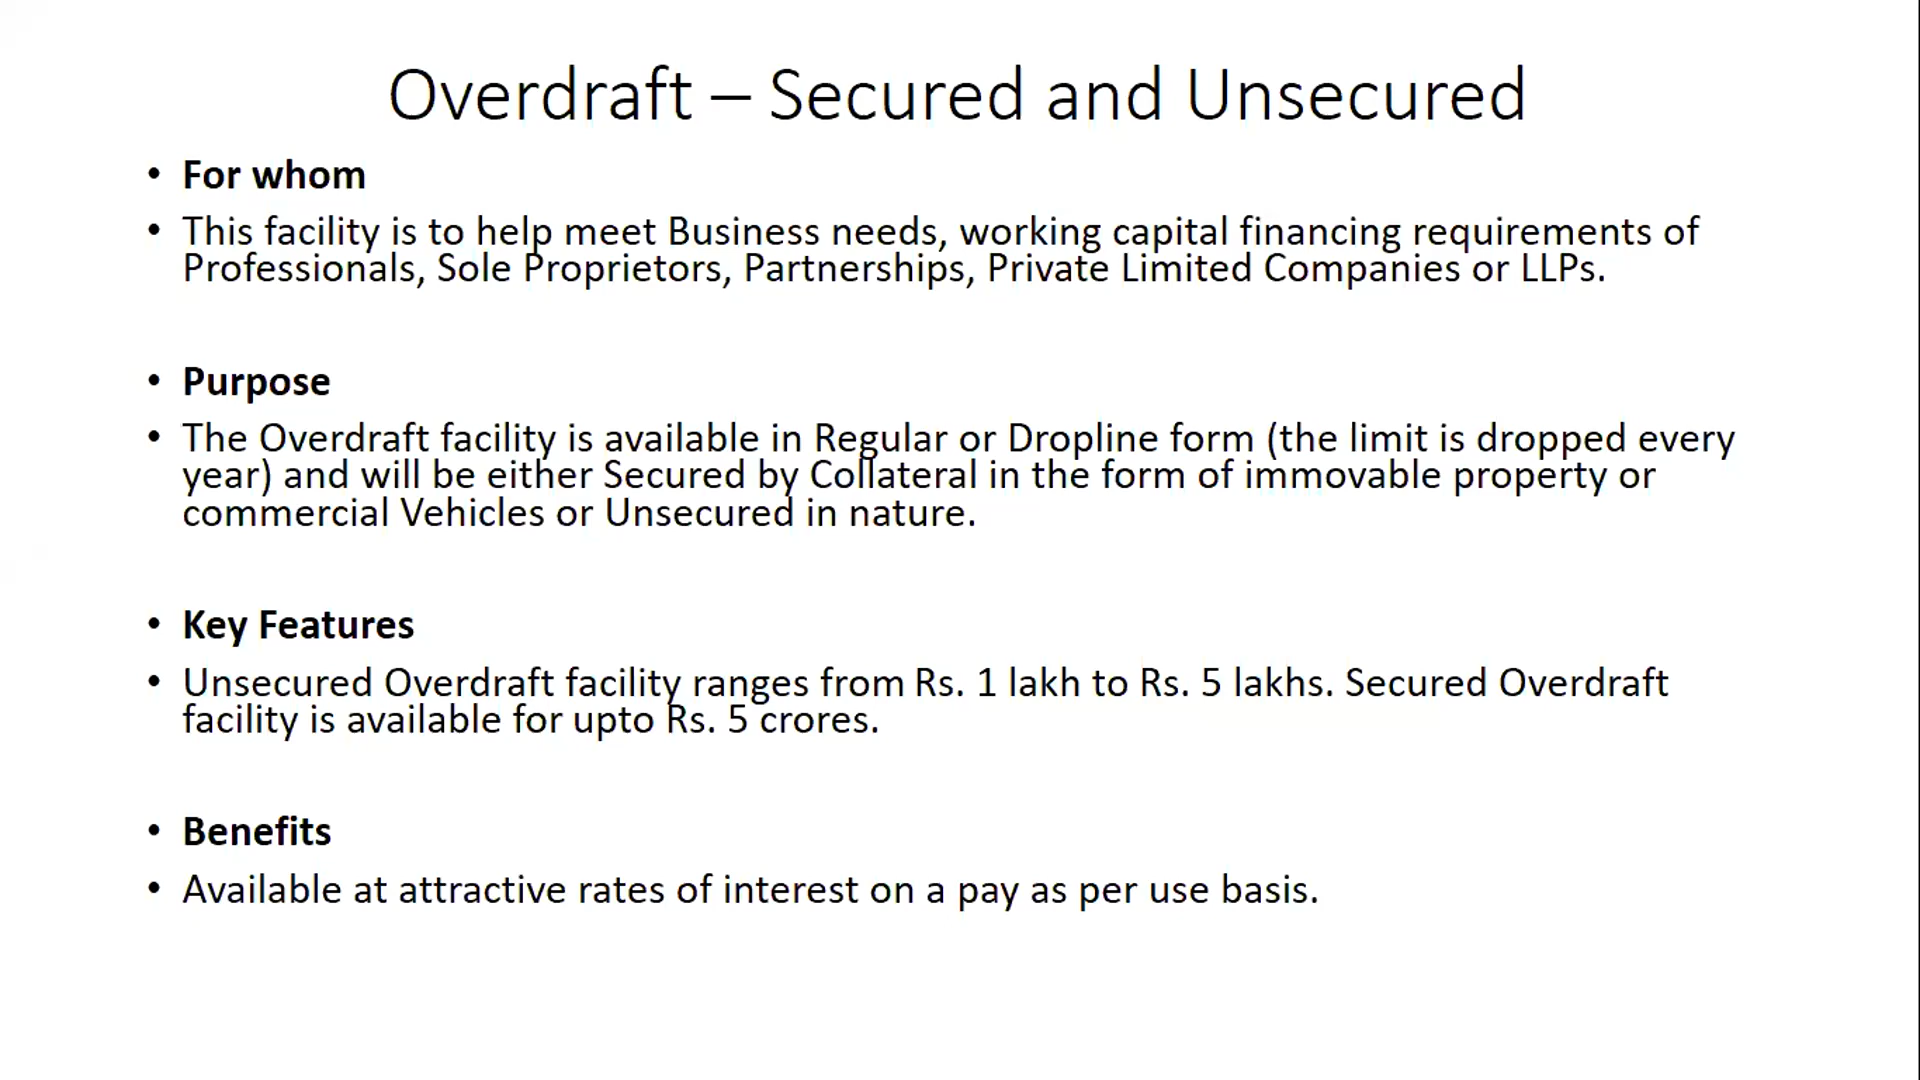 Overdraft – Secured and Unsecured
• For whom
• This facility is to help meet Business needs, working capital financing requirements of
Professionals, Sole Proprietors, Partnerships, Private Limited Companies or LLPs.
• Purpose
• The Overdraft facility is available in Regular or Dropline form (the limit is dropped every
year) and will be either Secured by Collateral in the form of immovable property or
commercial Vehicles or Unsecured in nature.
• Key Features
• Unsecured Overdraft facility ranges from Rs. 1 lakh to Rs. 5 lakhs. Secured Overdraft
facility is available for upto Rs. 5 crores.
• Benefits
• Available at attractive rates of interest on a pay as per use basis.